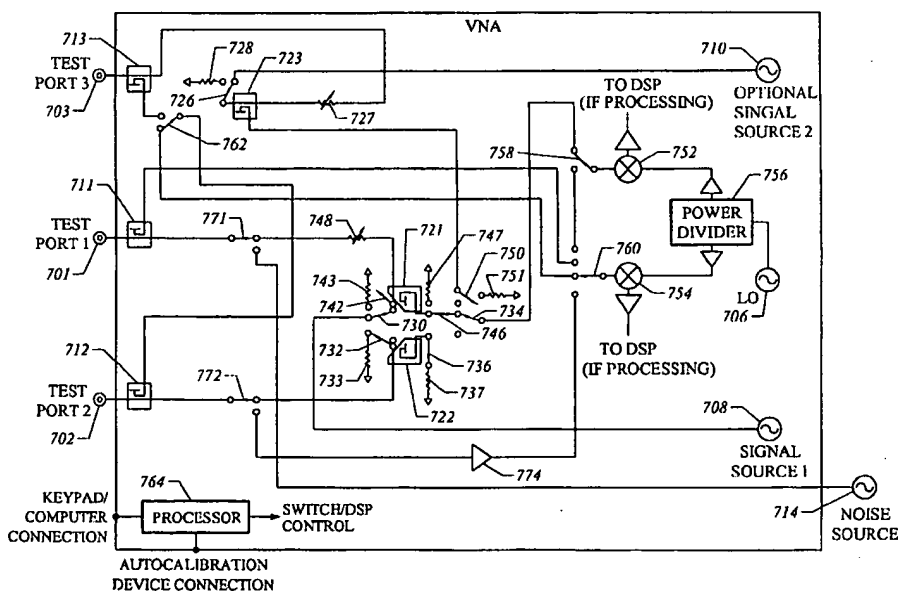 VNA
713
TEST
PORT 3
703
728
723
726
727
710
TO DSP
(IF PROCESSING)
OPTIONAL
SINGAL
SOURCE 2
762
758
752
756
711
771
748
721
747
750
POWER
DIVIDER
TEST
PORT 1
701
743
751
760
742
734
754
LO
706
730
746
732
736
TO DSP
(IF PROCESSING)
712
733
737
772
722
TEST
PORT 2
702
708
SIGNAL
SOURCE 1
774
764
KEYPAD/
COMPUTER
CONNECTION
PROCESSOR
SWITCH/DSP
CONTROL
714
NOISE
SOURCE
AUTOCALIBRATION
DEVICE CONNECTION